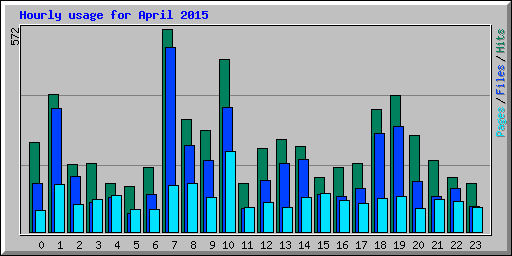 Hourly usage for April 2015
572
Pages/Files/Hits
0 1 2 3 4 5 6 7 8 9 10 11 12 13 14 15 16 17 18 19 20 21 22 23